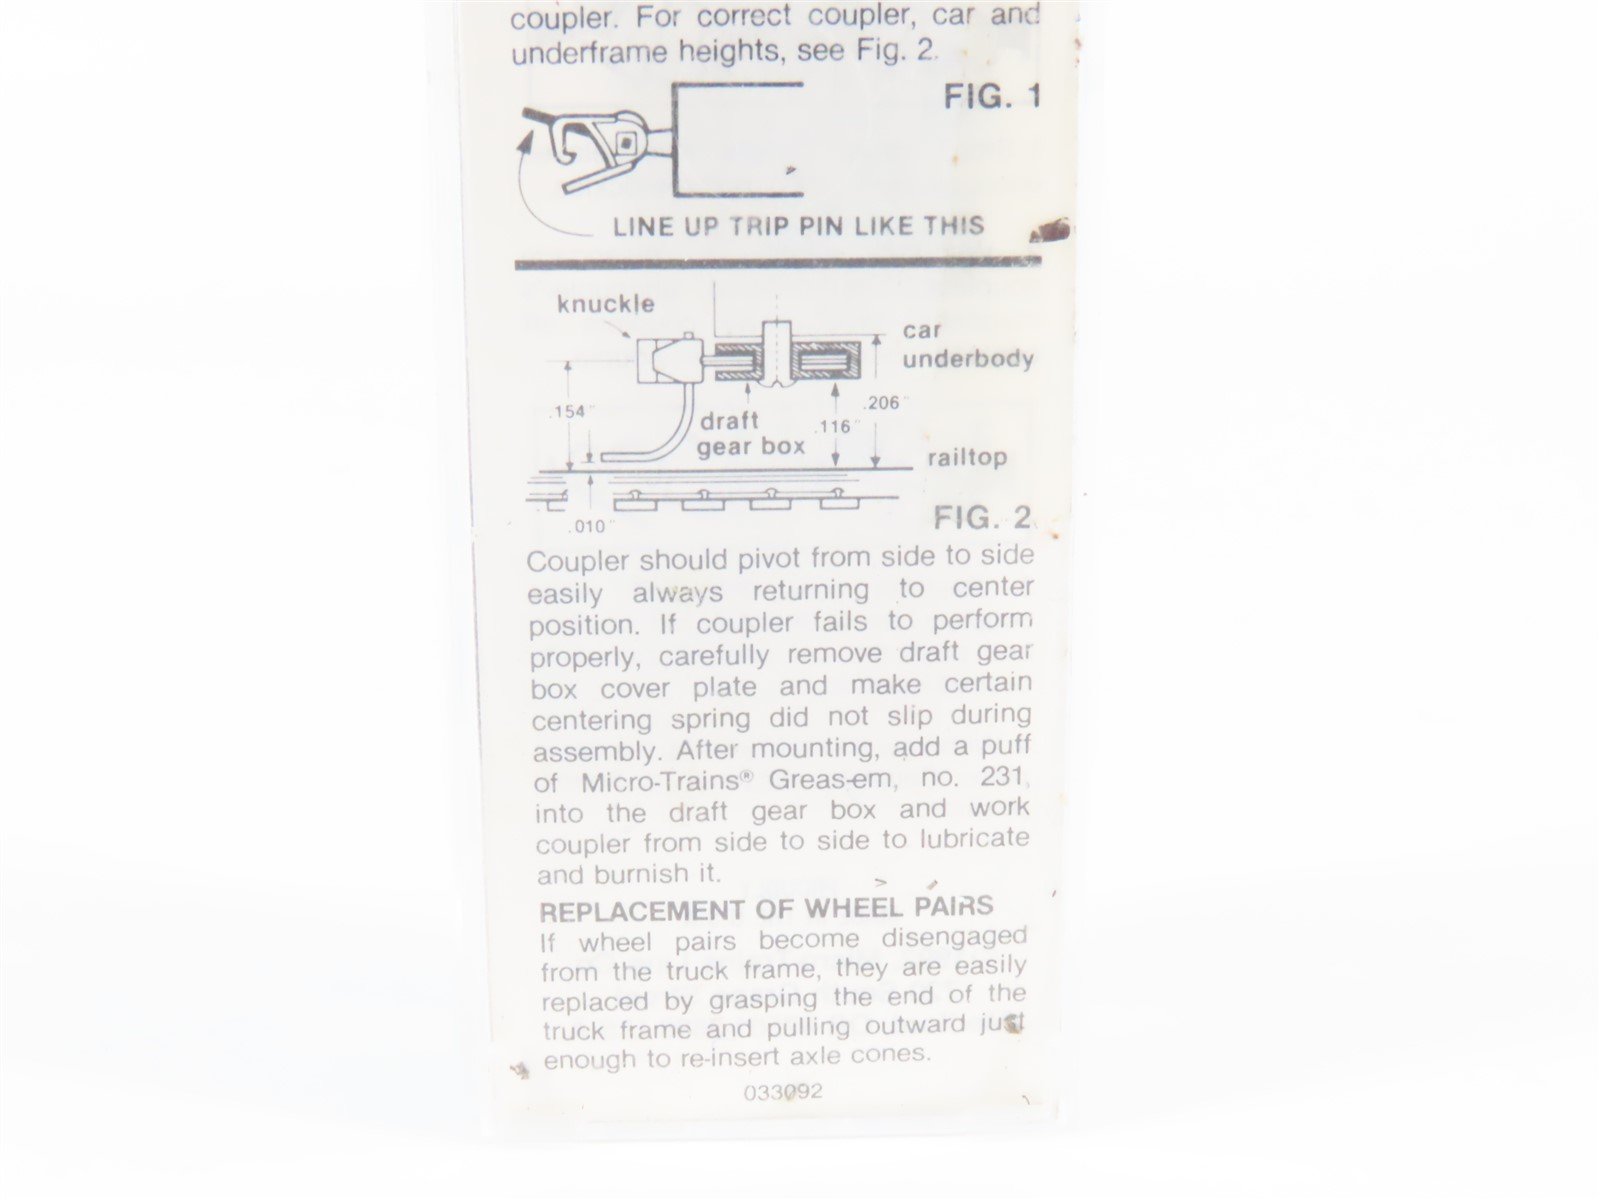 coupler. For correct coupler, car and
underframe heights, see Fig. 2.
FIG. 1
LINE UP TRIP PIN LIKE THIS
knuckle
car
underbody
.154"
.206"
draft
gear box
.116"
railtop
.010"
FIG. 2
Coupler should pivot from side to side
easily always returning to center
position. If coupler fails to perform
properly, carefully remove draft gear
box cover plate and make certain
centering spring did not slip during
assembly. After mounting, add a puff
of Micro-Trains® Greas-em, no. 231,
into the draft gear box and work
coupler from side to side to lubricate
and burnish it.
REPLACEMENT OF WHEEL PAIRS
If wheel pairs become disengaged
from the truck frame, they are easily
replaced by grasping the end of the
truck frame and pulling outward just
enough to re-insert axle cones.
033092